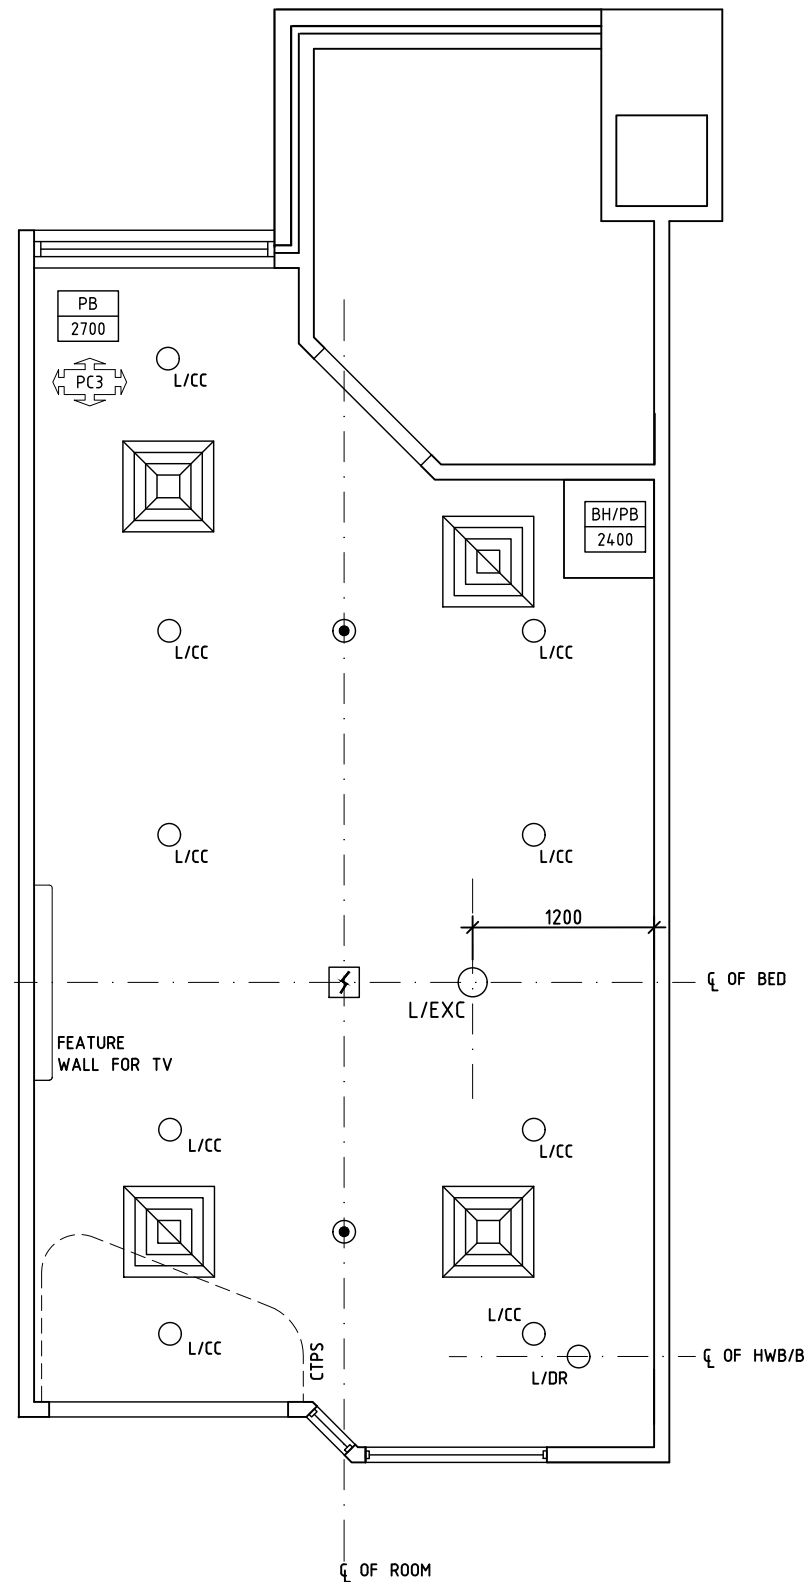 PB
2700
L/CC
PC3
BH/PB
2400
L/CC
L/CC
L/CC
L/CC
1200
℄ OF BED
L/EXC
FEATURE
WALL FOR TV
L/CC
L/CC
L/CC
L/CC
CTPS
℄ OF HWB/B
L/DR
℄ OF ROOM